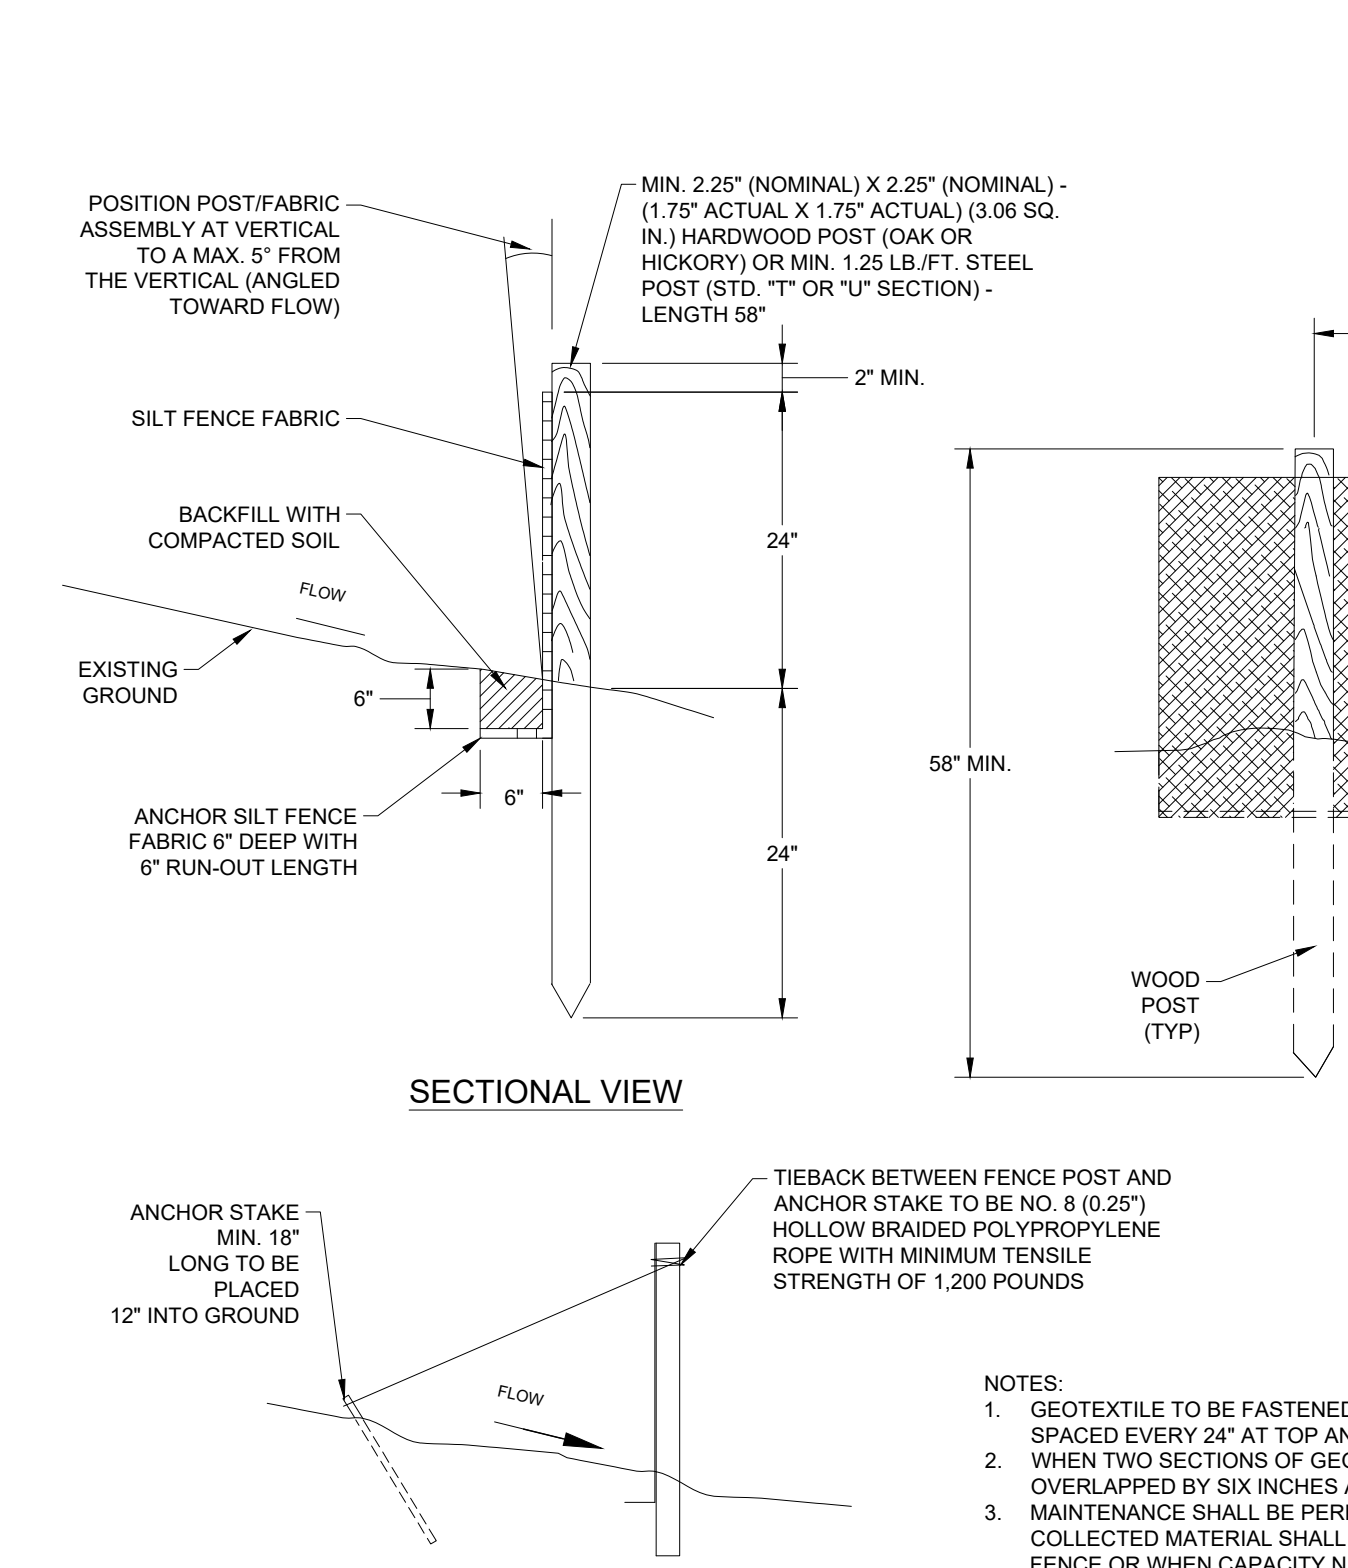 POSITION POST/FABRIC
ASSEMBLY AT VERTICAL
TO A MAX. 5° FROM
THE VERTICAL (ANGLED
TOWARD FLOW)
MIN. 2.25" (NOMINAL) X 2.25" (NOMINAL) -
(1.75" ACTUAL X 1.75" ACTUAL) (3.06 SQ.
IN.) HARDWOOD POST (OAK OR
HICKORY) OR MIN. 1.25 LB./FT. STEEL
POST (STD. "T" OR "U" SECTION) -
LENGTH 58"
2" MIN.
SILT FENCE FABRIC
BACKFILL WITH
COMPACTED SOIL
24"
FLOW
EXISTING
GROUND
6"
58" MIN.
6"
ANCHOR SILT FENCE
FABRIC 6" DEEP WITH
6" RUN-OUT LENGTH
24"
WOOD
POST
(TYP)
SECTIONAL VIEW
TIEBACK BETWEEN FENCE POST AND
ANCHOR STAKE TO BE NO. 8 (0.25")
HOLLOW BRAIDED POLYPROPYLENE
ROPE WITH MINIMUM TENSILE
STRENGTH OF 1,200 POUNDS
ANCHOR STAKE
MIN. 18"
LONG TO BE
PLACED
12" INTO GROUND
FLOW
NOTES:
1. GEOTEXTILE TO BE FASTENED
SPACED EVERY 24" AT TOP
2. WHEN TWO SECTIONS OF
OVERLAPPED BY SIX INCHES
3. MAINTENANCE SHALL BE
COLLECTED MATERIAL SHALL
FENCE OR WHEN CAPACITY